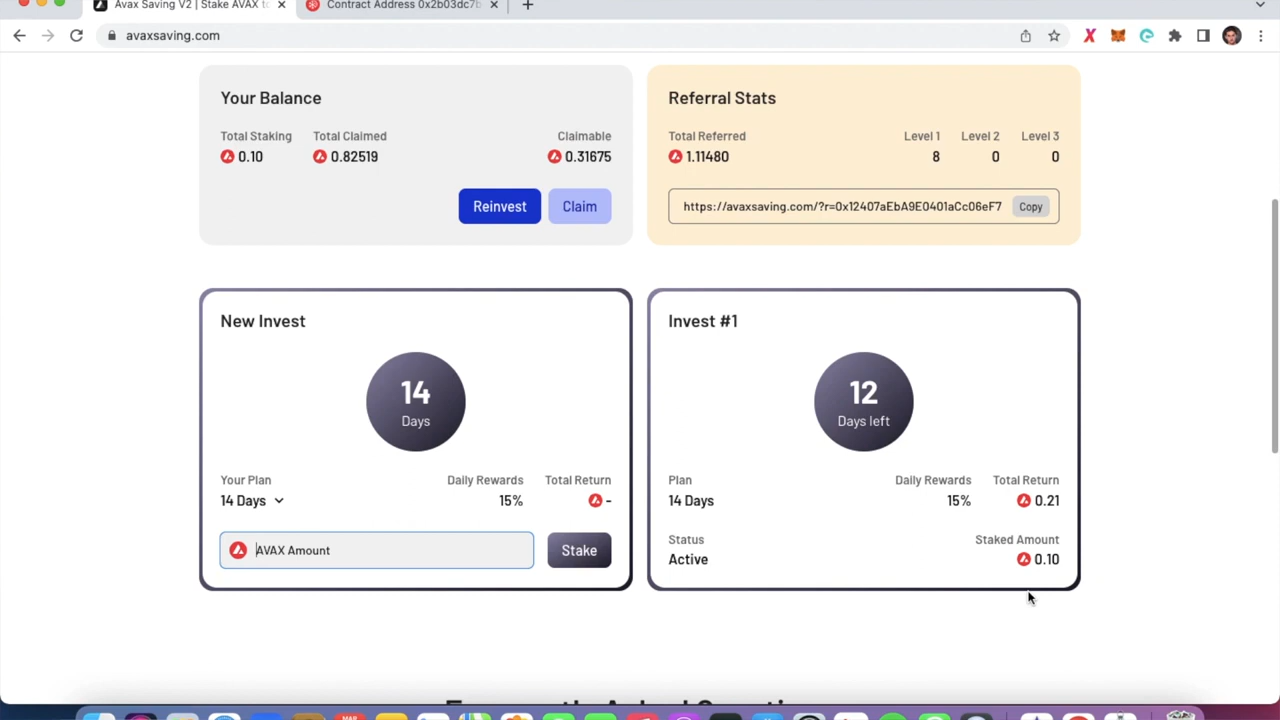 Avax Saving V2 | Stake AVAX to
Contract Address 0x2b03dc7b
avaxsaving.com
Your Balance
Total Staking Total Claimed Claimable
0.10 0.82519 0.31675
Reinvest Claim
Referral Stats
Total Referred Level 1 Level 2 Level 3
1.11480 8 0 0
https://avaxsaving.com/?r=0x12407aEbA9E0401aCc06eF7 Copy
New Invest
14
Days
Your Plan Daily Rewards Total Return
14 Days 15% -
AVAX Amount Stake
Invest #1
12
Days left
Plan Daily Rewards Total Return
14 Days 15% 0.21
Status Staked Amount
Active 0.10